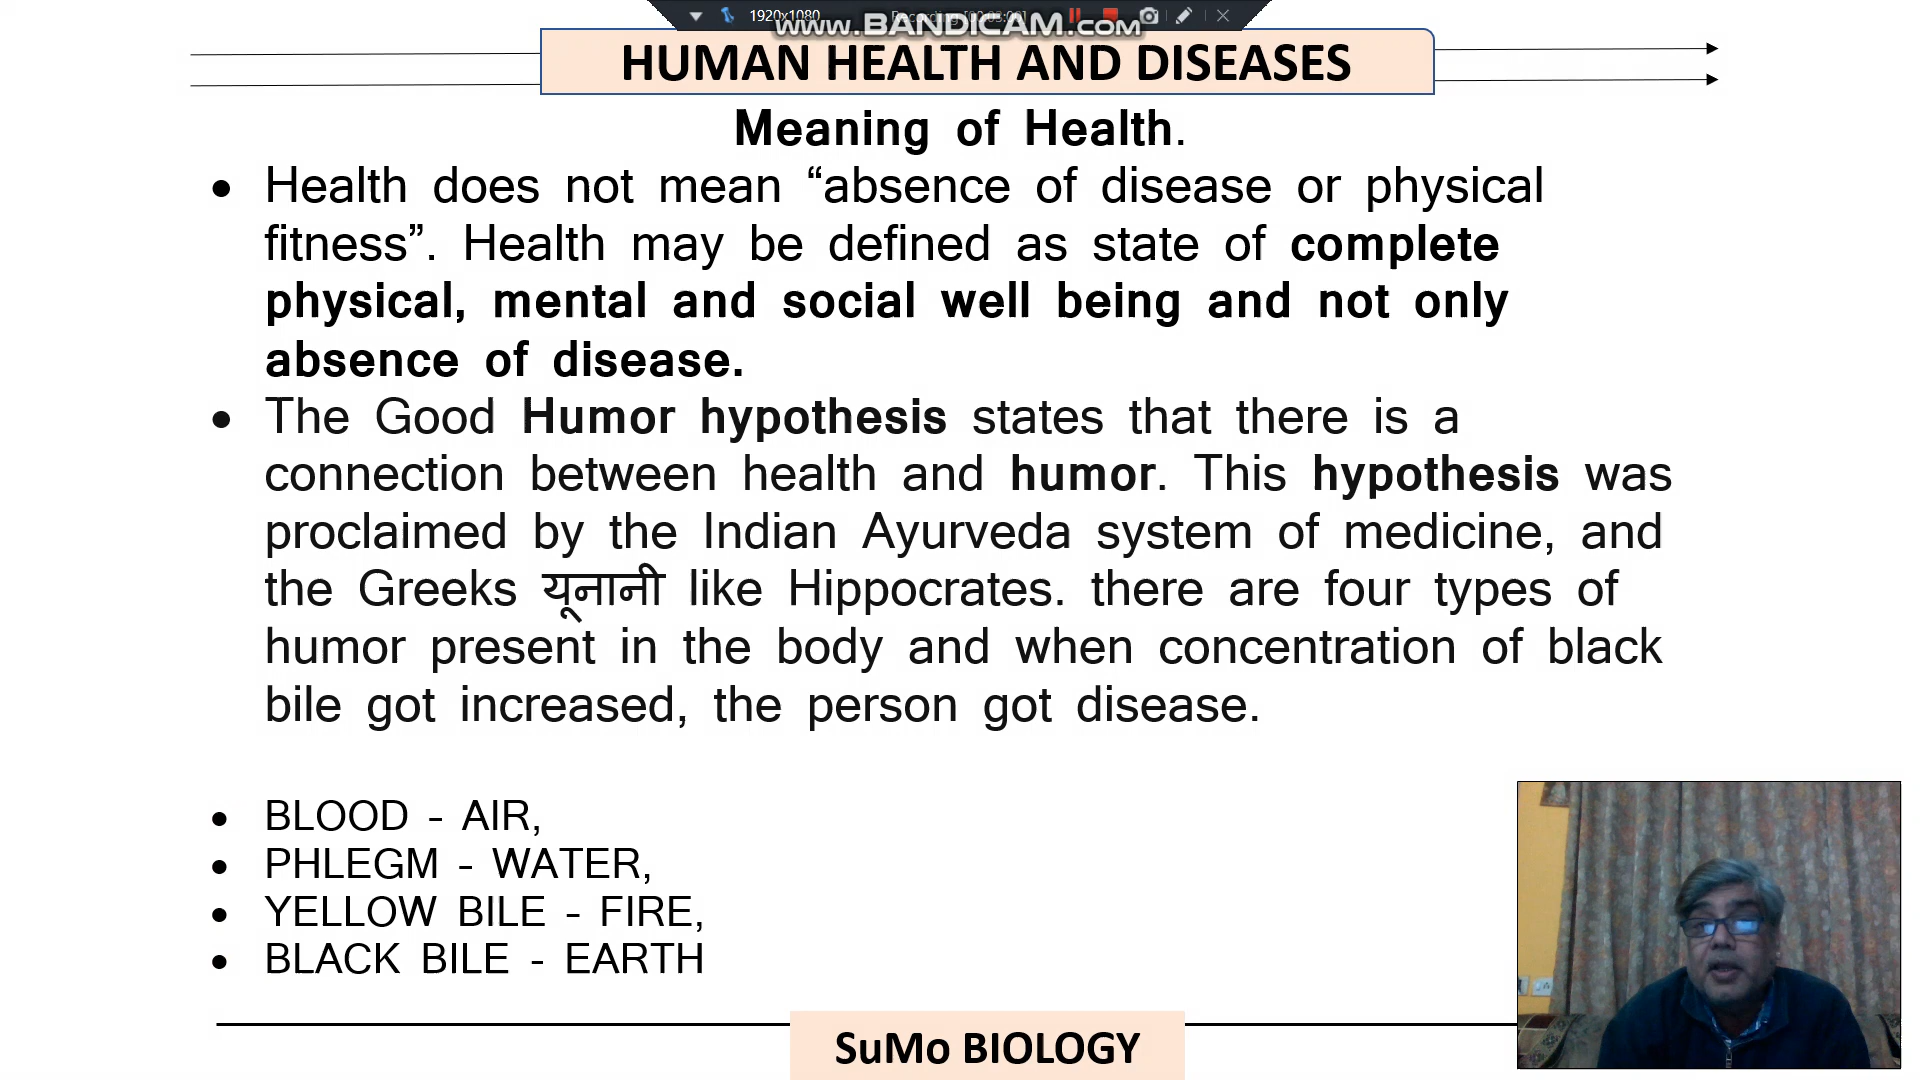 1920x1080 Recording [00:03:00]
www.BANDICAM.com
HUMAN HEALTH AND DISEASES
Meaning of Health.
• Health does not mean “absence of disease or physical
fitness”. Health may be defined as state of complete
physical, mental and social well being and not only
absence of disease.
• The Good Humor hypothesis states that there is a
connection between health and humor. This hypothesis was
proclaimed by the Indian Ayurveda system of medicine, and
the Greeks यूनानी like Hippocrates. there are four types of
humor present in the body and when concentration of black
bile got increased, the person got disease.
• BLOOD – AIR,
• PHLEGM – WATER,
• YELLOW BILE – FIRE,
• BLACK BILE - EARTH
SuMo BIOLOGY